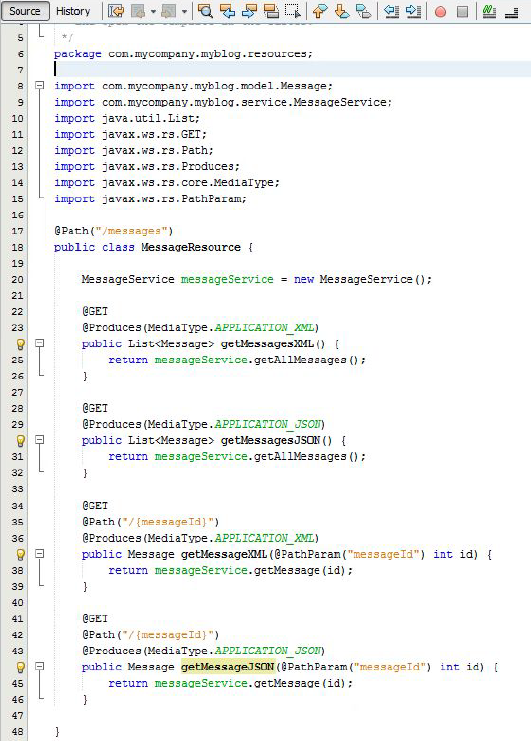 Source History
5 */
6 package com.mycompany.myblog.resources;
7
8 import com.mycompany.myblog.model.Message;
9 import com.mycompany.myblog.service.MessageService;
10 import java.util.List;
11 import javax.ws.rs.GET;
12 import javax.ws.rs.Path;
13 import javax.ws.rs.Produces;
14 import javax.ws.rs.core.MediaType;
15 import javax.ws.rs.PathParam;
16
17 @Path("/messages")
18 public class MessageResource {
19
20 MessageService messageService = new MessageService();
21
22 @GET
23 @Produces(MediaType.APPLICATION_XML)
public List<Message> getMessagesXML() {
25 return messageService.getAllMessages();
26 }
27
28 @GET
29 @Produces(MediaType.APPLICATION_JSON)
public List<Message> getMessagesJSON() {
31 return messageService.getAllMessages();
32 }
33
34 @GET
35 @Path("/{messageId}")
36 @Produces(MediaType.APPLICATION_XML)
public Message getMessageXML(@PathParam("messageId") int id) {
38 return messageService.getMessage(id);
39 }
40
41 @GET
42 @Path("/{messageId}")
43 @Produces(MediaType.APPLICATION_JSON)
public Message getMessageJSON(@PathParam("messageId") int id) {
45 return messageService.getMessage(id);
46 }
47
48 }